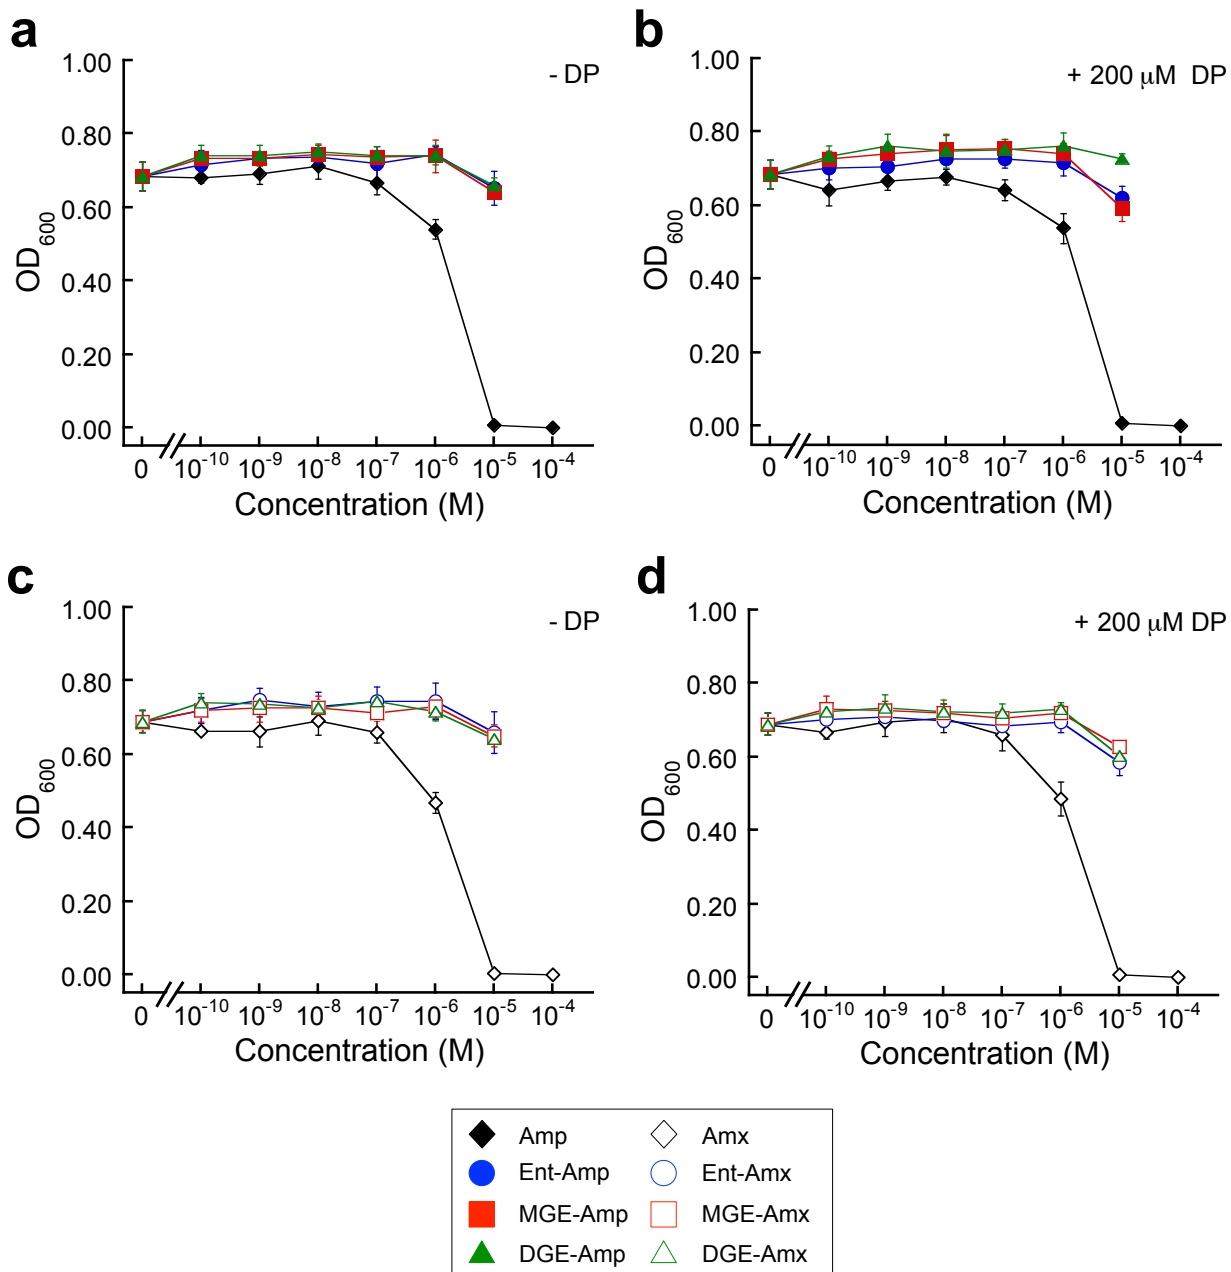 a
- DP
1.00
0.80
0.60
0.40
0.20
0.00
OD600
0 10-10 10-9 10-8 10-7 10-6 10-5 10-4
Concentration (M)
b
+ 200 μM DP
1.00
0.80
0.60
0.40
0.20
0.00
OD600
0 10-10 10-9 10-8 10-7 10-6 10-5 10-4
Concentration (M)
c
- DP
1.00
0.80
0.60
0.40
0.20
0.00
OD600
0 10-10 10-9 10-8 10-7 10-6 10-5 10-4
Concentration (M)
d
+ 200 μM DP
1.00
0.80
0.60
0.40
0.20
0.00
OD600
0 10-10 10-9 10-8 10-7 10-6 10-5 10-4
Concentration (M)
Amp Amx
Ent-Amp Ent-Amx
MGE-Amp MGE-Amx
DGE-Amp DGE-Amx